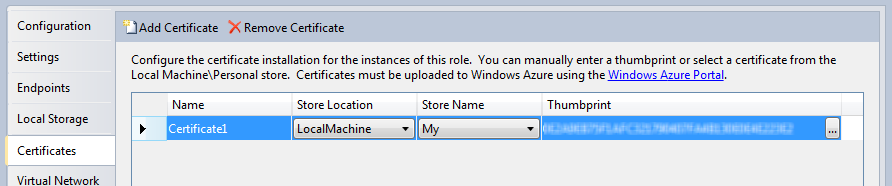 Configuration
Settings
Endpoints
Local Storage
Certificates
Virtual Network
Add Certificate Remove Certificate
Configure the certificate installation for the instances of this role. You can manually enter a thumbprint or select a certificate from the
Local Machine\Personal store. Certificates must be uploaded to Windows Azure using the Windows Azure Portal.
Name Store Location Store Name Thumbprint
Certificate1 LocalMachine My ...